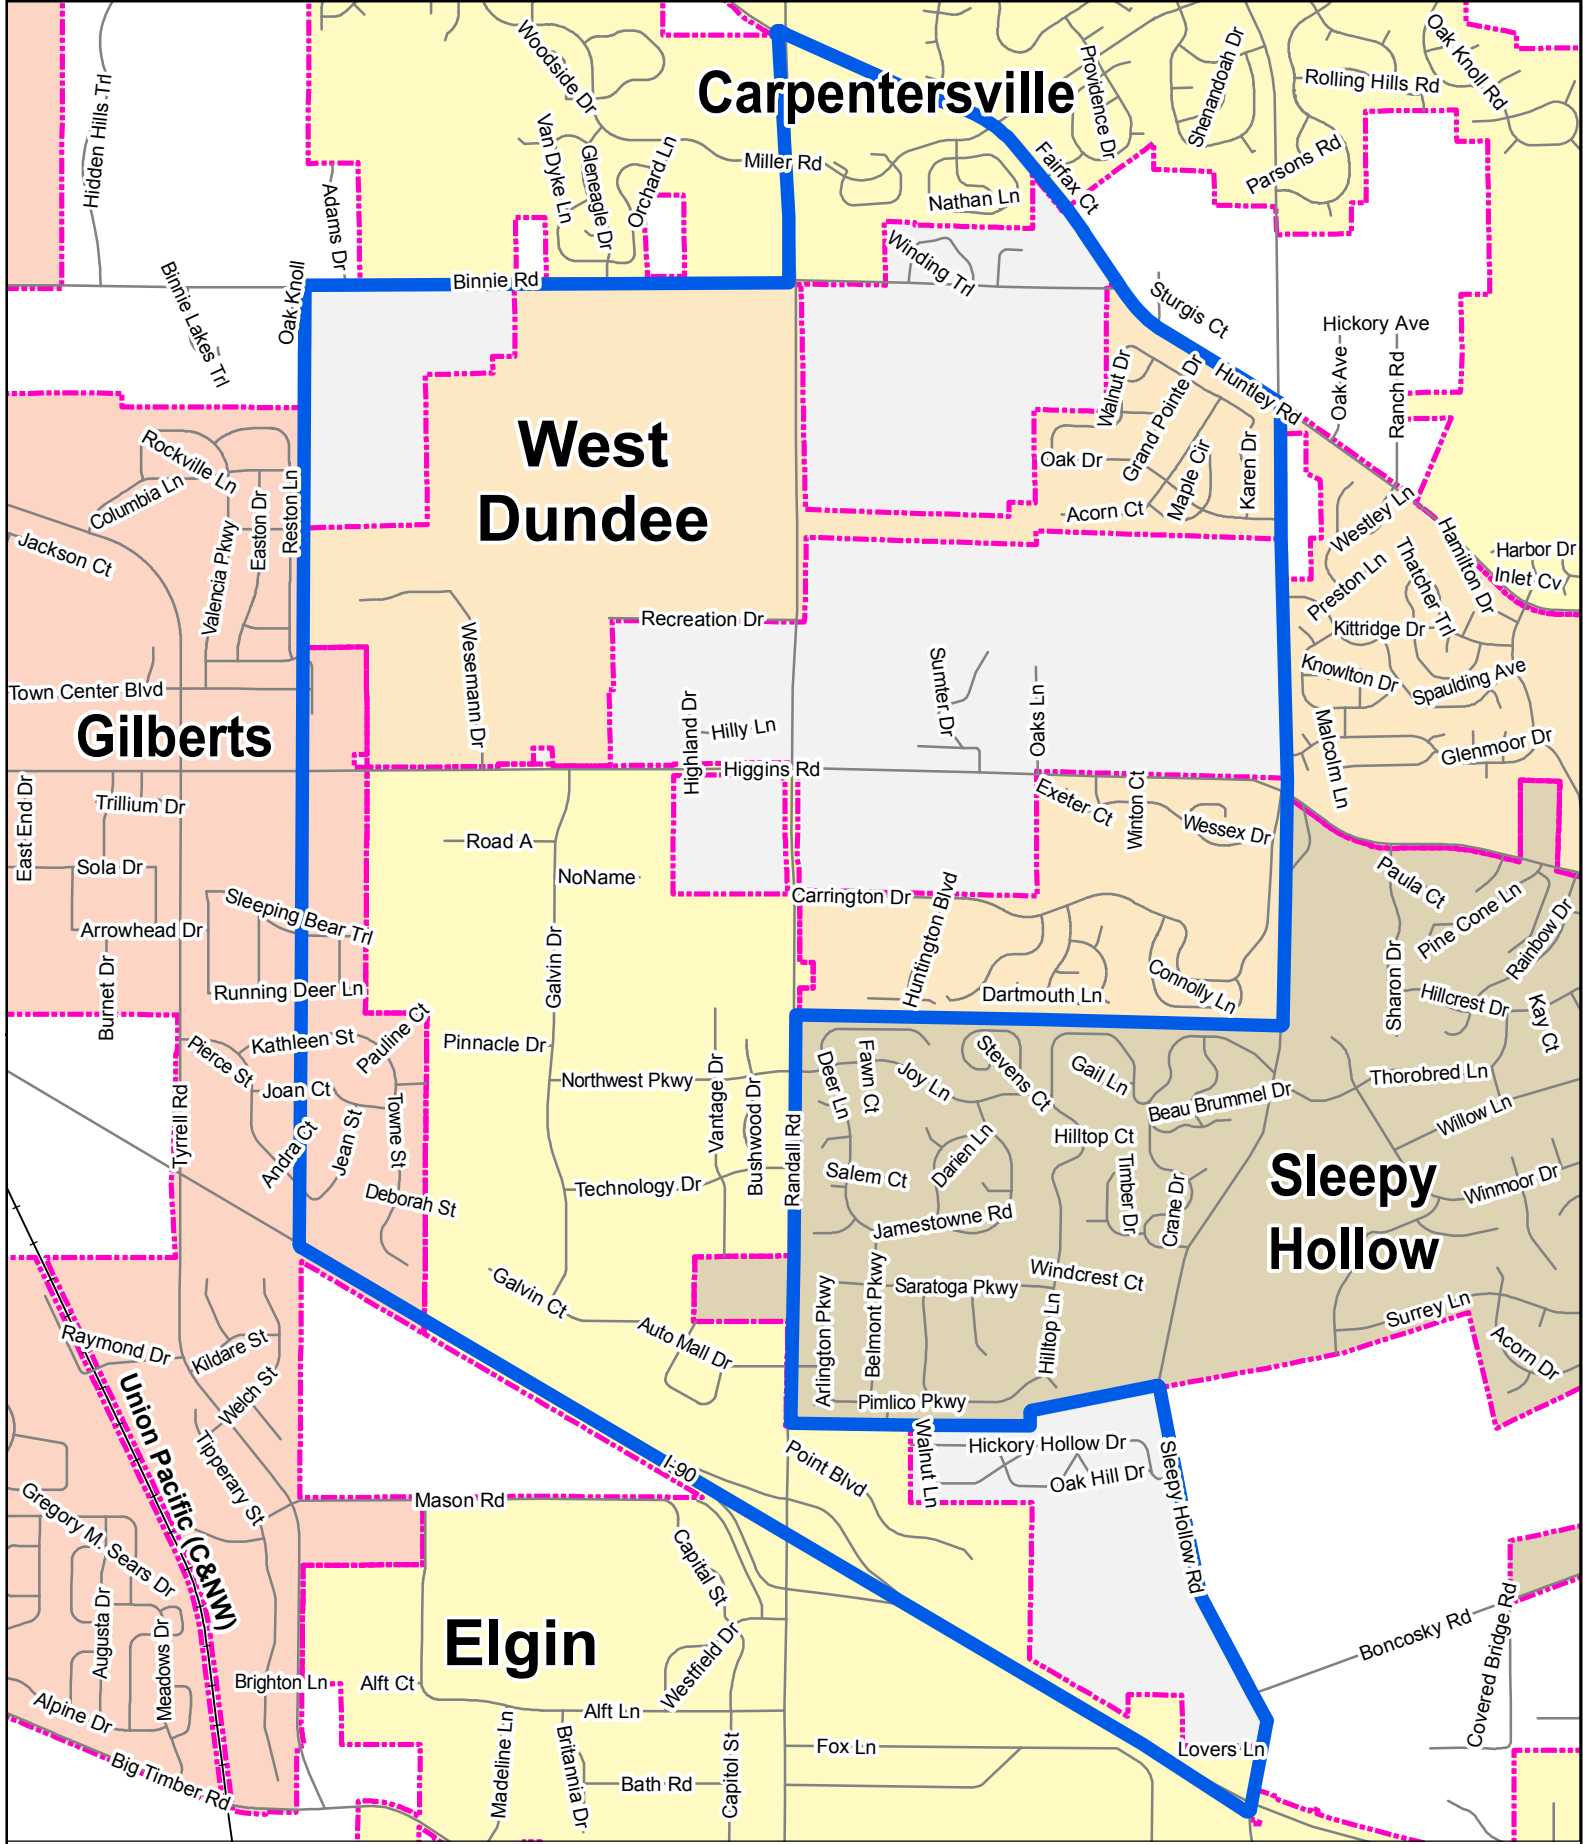 Woodside Dr
Oak Knoll Rd
Hidden Hills Trl
Carpentersville
Providence Dr
Shenandoah Dr
Rolling Hills Rd
Van Dyke Ln
Gleneagle Dr
Orchard Ln
Miller Rd
Fairfax Ct
Parsons Rd
Adams Dr
Nathan Ln
Winding Trl
Binnie Lakes Trl
Oak Knoll
Binnie Rd
Sturgis Ct
Hickory Ave
Oak Ave
Ranch Rd
Walnut Dr
Grand Pointe Dr
Huntley Rd
West
Dundee
Rockville Ln
Columbia Ln
Reston Ln
Easton Dr
Valencia Pkwy
Jackson Ct
Oak Dr
Maple Cir
Karen Dr
Acorn Ct
Westley Ln
Hamilton Dr
Harbor Dr
Inlet Cv
Thatcher Trl
Preston Ln
Kittridge Dr
Recreation Dr
Wesemann Dr
Sumter Dr
Oaks Ln
Knowlton Dr
Spaulding Ave
Town Center Blvd
Gilberts
Highland Dr
Hilly Ln
Malcolm Ln
Glenmoor Dr
Higgins Rd
East End Dr
Trillium Dr
Exeter Ct
Winton Ct
Wessex Dr
Road A
Sola Dr
NoName
Paula Ct
Carrington Dr
Huntington Blvd
Pine Cone Ln
Rainbow Dr
Sleeping Bear Trl
Arrowhead Dr
Galvin Dr
Sharon Dr
Burnet Dr
Running Deer Ln
Dartmouth Ln
Connolly Ln
Hillcrest Dr
Kay Ct
Kathleen St
Pauline Ct
Pinnacle Dr
Pierce St
Joan Ct
Northwest Pkwy
Vantage Dr
Bushwood Dr
Deer Ln
Fawn Ct
Joy Ln
Stevens Ct
Gail Ln
Beau Brummel Dr
Thorobred Ln
Willow Ln
Tyrrell Rd
Andra Ct
Jean St
Towne St
Randall Rd
Hilltop Ct
Darien Ln
Salem Ct
Timber Dr
Crane Dr
Sleepy
Hollow
Winmoor Dr
Deborah St
Technology Dr
Jamestowne Rd
Windcrest Ct
Galvin Ct
Belmont Pkwy
Saratoga Pkwy
Arlington Pkwy
Hilltop Ln
Surrey Ln
Acorn Dr
Raymond Dr
Kildare St
Auto Mall Dr
Pimlico Pkwy
Welch St
Union Pacific (C&NW)
Tipperary St
I-90
Point Blvd
Walnut Ln
Hickory Hollow Dr
Oak Hill Dr
Sleepy Hollow Rd
Mason Rd
Gregory M. Sears Dr
Capital St
Augusta Dr
Meadows Dr
Elgin
Westfield Dr
Boncosky Rd
Covered Bridge Rd
Brighton Ln
Alft Ct
Alft Ln
Alpine Dr
Madeline Ln
Britannia Dr
Capitol St
Fox Ln
Lovers Ln
Big Timber Rd
Bath Rd